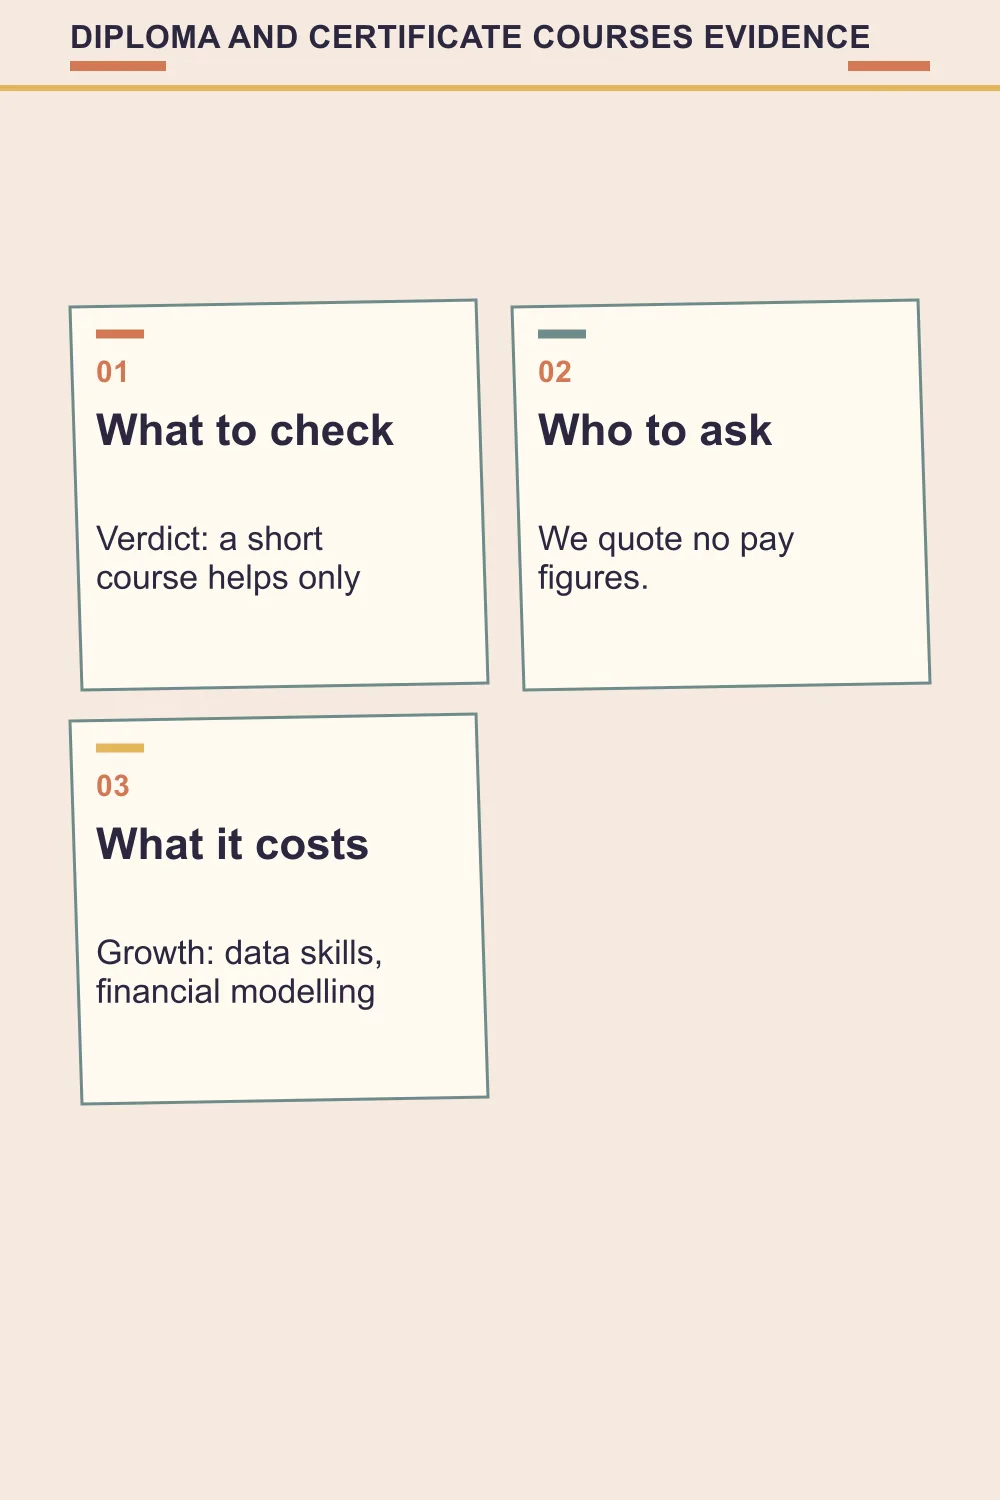 DIPLOMA AND CERTIFICATE COURSES EVIDENCE
01
What to check
Verdict: a short
course helps only
02
Who to ask
We quote no pay
figures.
03
What it costs
Growth: data skills,
financial modelling